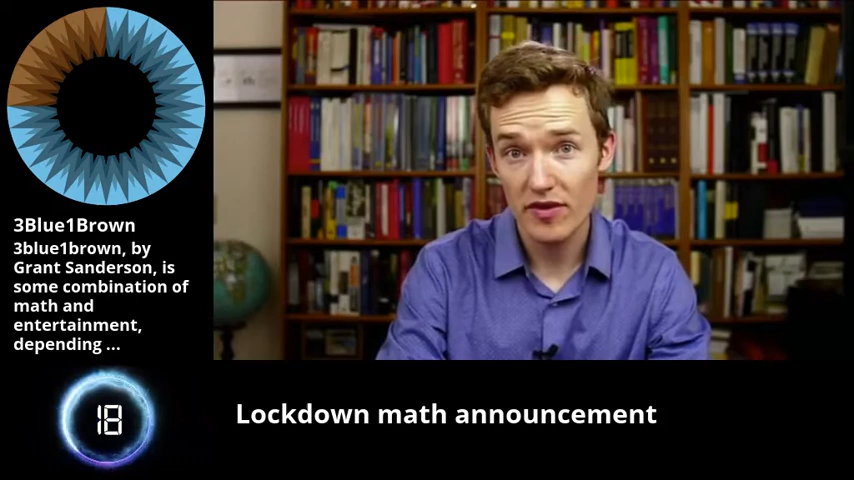 3Blue1Brown
3blue1brown, by
Grant Sanderson, is
some combination of
math and
entertainment,
depending ...
18
Lockdown math announcement